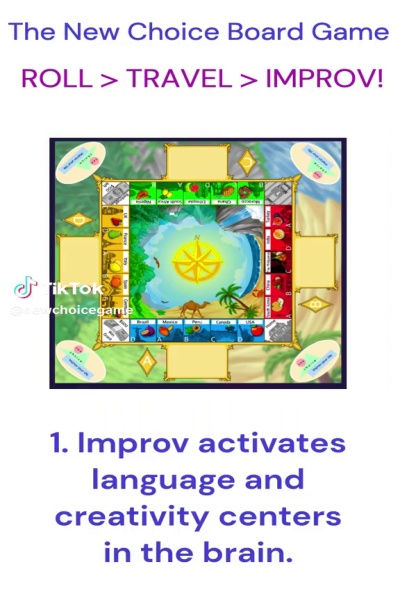 The New Choice Board Game
ROLL > TRAVEL > IMPROV!
Nigeria
South Africa
Ethiopia
Ghana
Morocco
Brazil
Mexico
Peru
Canada
USA
A
B
C
D
TikTok
@newchoicegame
1. Improv activates
language and
creativity centers
in the brain.